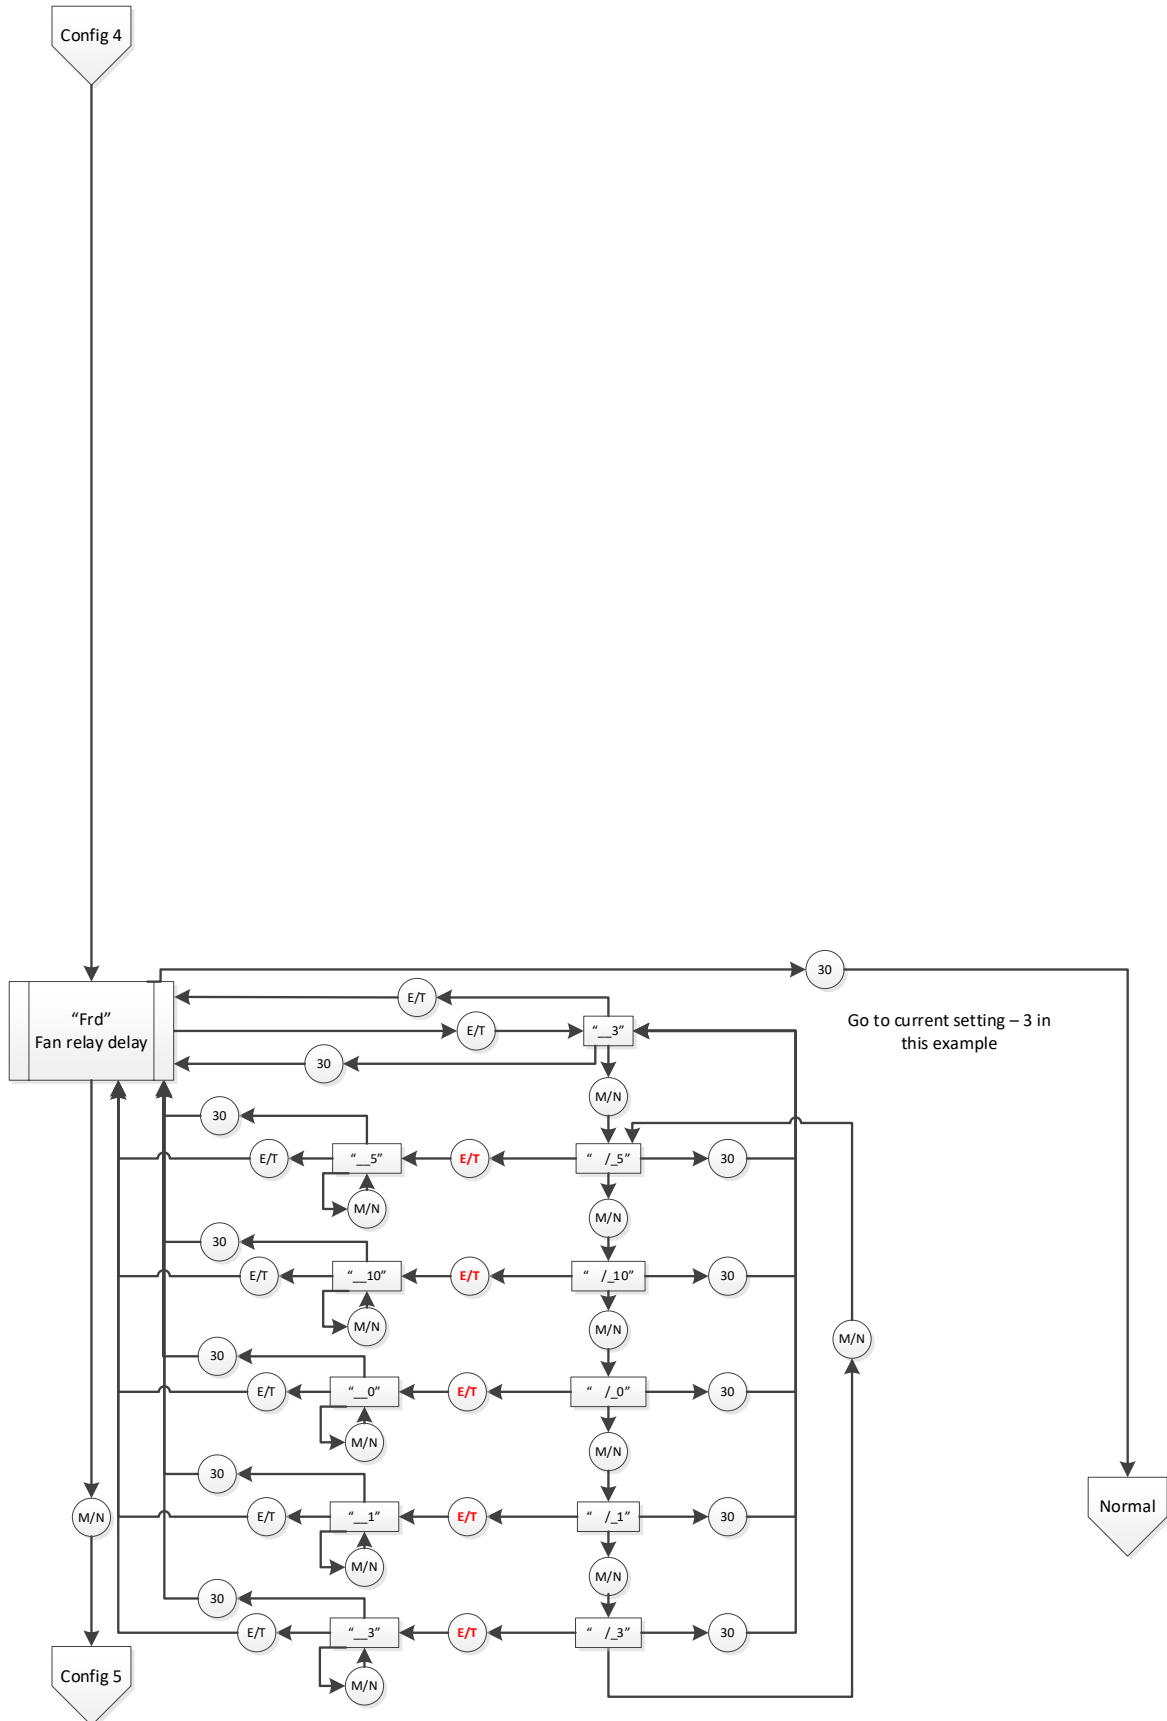 Config 4
30
"Frd"
Fan relay delay
E/T
E/T
"__3"
Go to current setting – 3 in
this example
30
M/N
30
E/T
"__5"
E/T
"  /_5"
30
M/N
M/N
30
E/T
"__10"
E/T
"  /_10"
30
M/N
M/N
M/N
30
E/T
"__0"
E/T
"  /_0"
30
M/N
M/N
30
M/N
E/T
"__1"
E/T
"  /_1"
30
Normal
M/N
M/N
30
E/T
"__3"
E/T
"  /_3"
30
Config 5
M/N